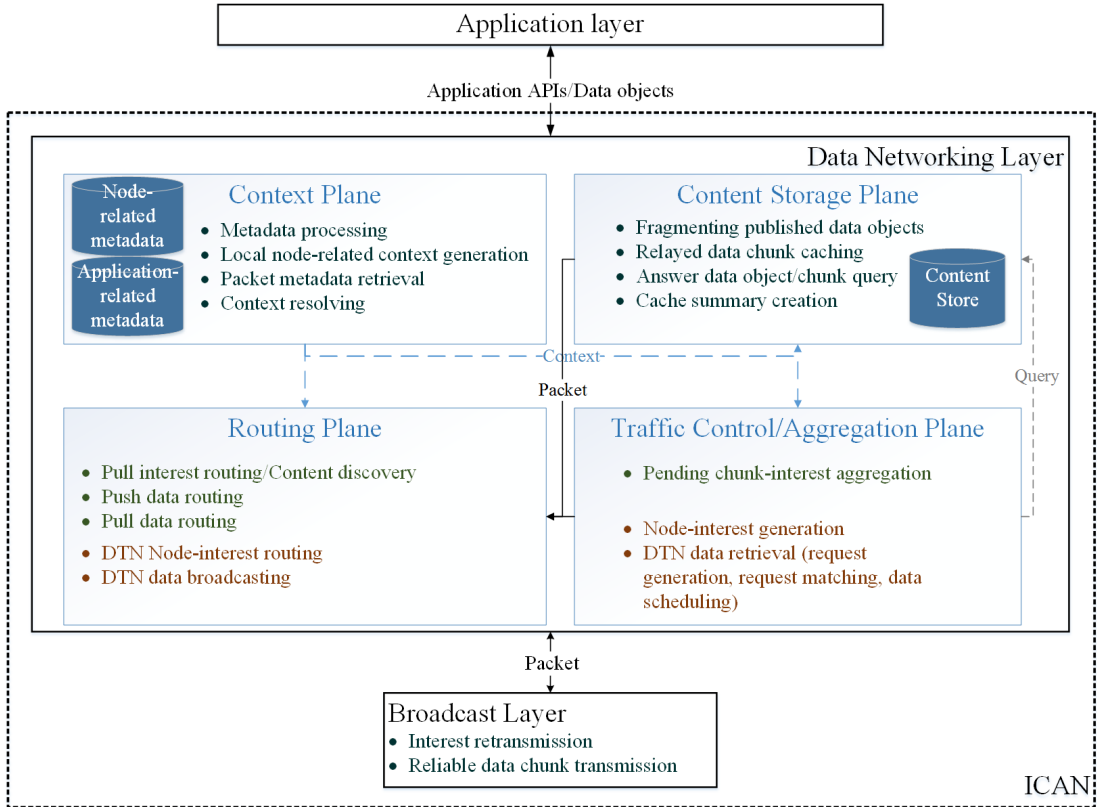 Application layer
Application APIs/Data objects
Data Networking Layer
Node-
related
metadata
Application-
related
metadata
Context Plane
Metadata processing
Local node-related context generation
Packet metadata retrieval
Context resolving
Content Storage Plane
Fragmenting published data objects
Relayed data chunk caching
Answer data object/chunk query
Cache summary creation
Content
Store
Context
Packet
Query
Routing Plane
Pull interest routing/Content discovery
Push data routing
Pull data routing
DTN Node-interest routing
DTN data broadcasting
Traffic Control/Aggregation Plane
Pending chunk-interest aggregation
Node-interest generation
DTN data retrieval (request
generation, request matching, data
scheduling)
Packet
Broadcast Layer
Interest retransmission
Reliable data chunk transmission
ICAN